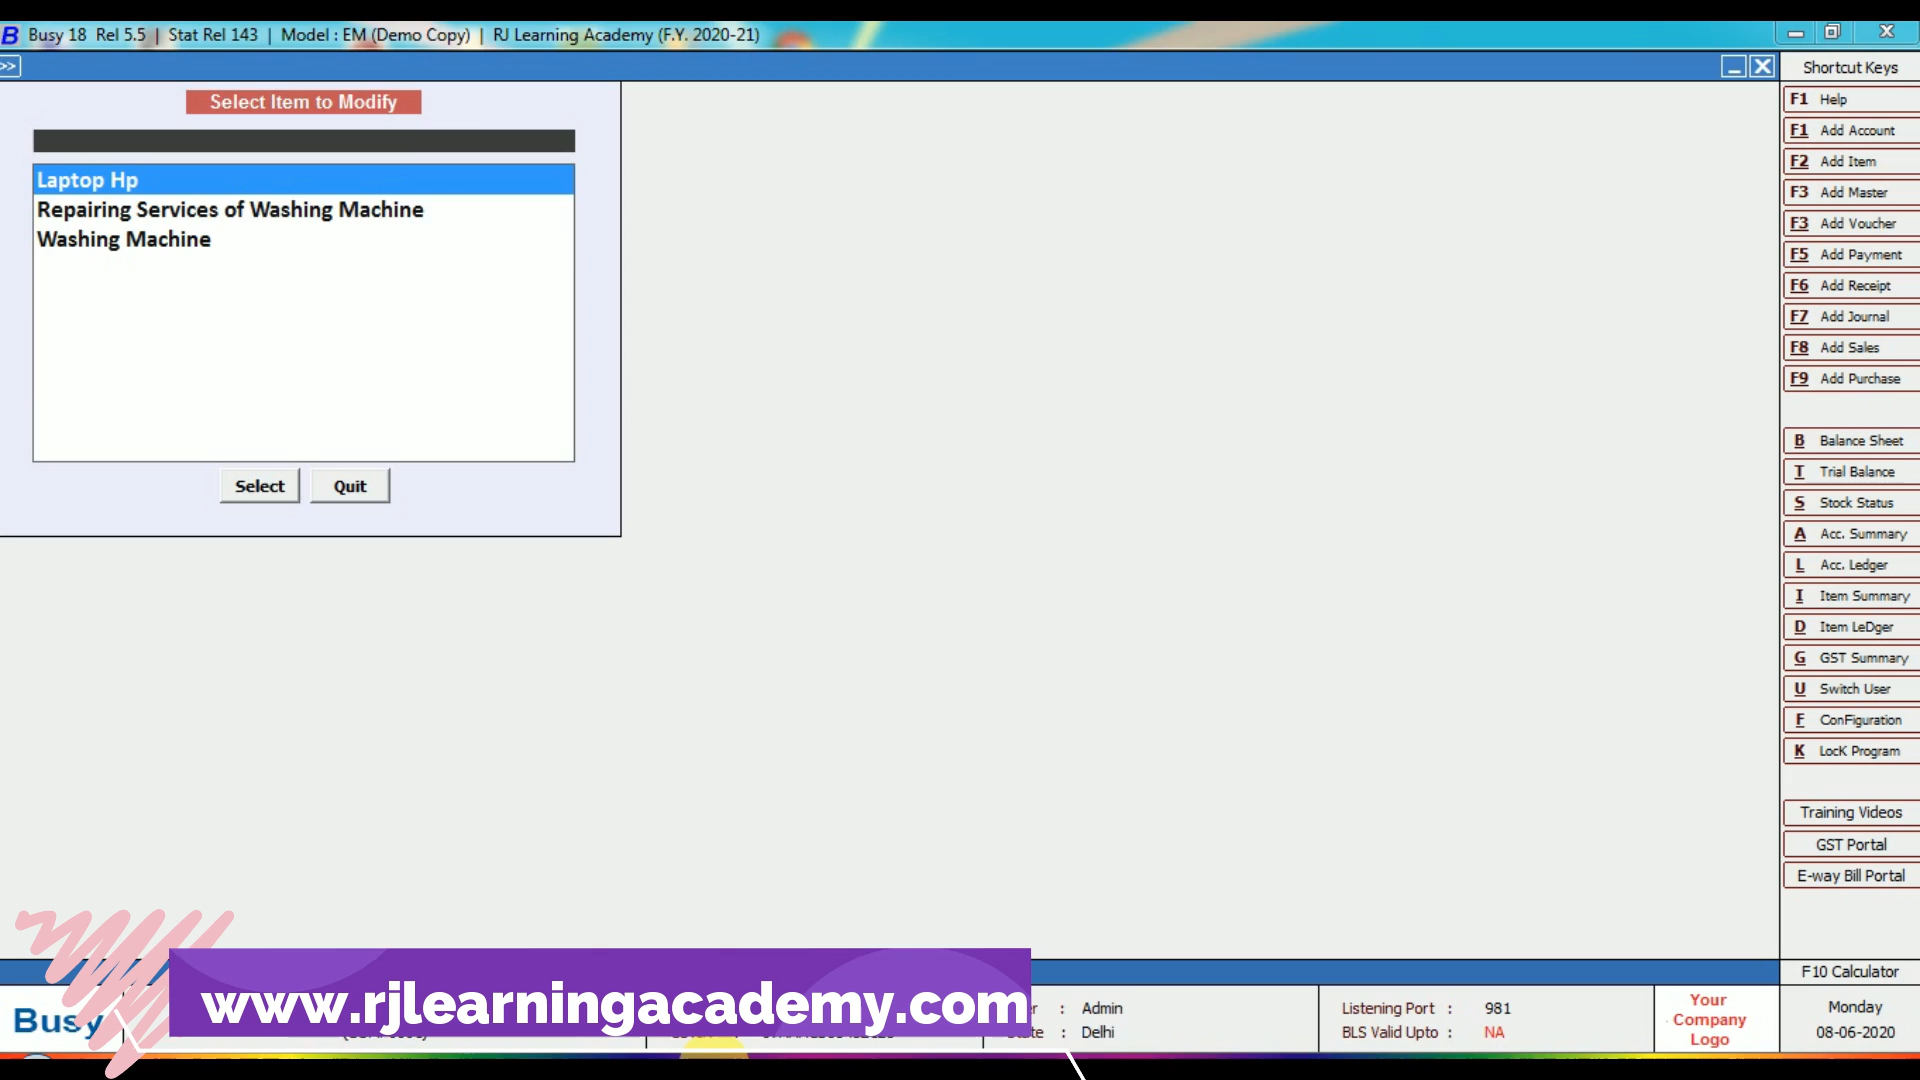 Busy 18 Rel 5.5 | Stat Rel 143 | Model : EM (Demo Copy) | RJ Learning Academy (F.Y. 2020-21)
>>
Select Item to Modify
Laptop Hp
Repairing Services of Washing Machine
Washing Machine
Select Quit
Shortcut Keys
F1 Help
F1 Add Account
F2 Add Item
F3 Add Master
F3 Add Voucher
F5 Add Payment
F6 Add Receipt
F7 Add Journal
F8 Add Sales
F9 Add Purchase
B Balance Sheet
T Trial Balance
S Stock Status
A Acc. Summary
L Acc. Ledger
I Item Summary
D Item LeDger
G GST Summary
U Switch User
F ConFiguration
K LocK Program
Training Videos
GST Portal
E-way Bill Portal
F10 Calculator
Busy
www.rjlearningacademy.com
: Admin
: Delhi
Listening Port : 981
BLS Valid Upto : NA
Your
Company
Logo
Monday
08-06-2020